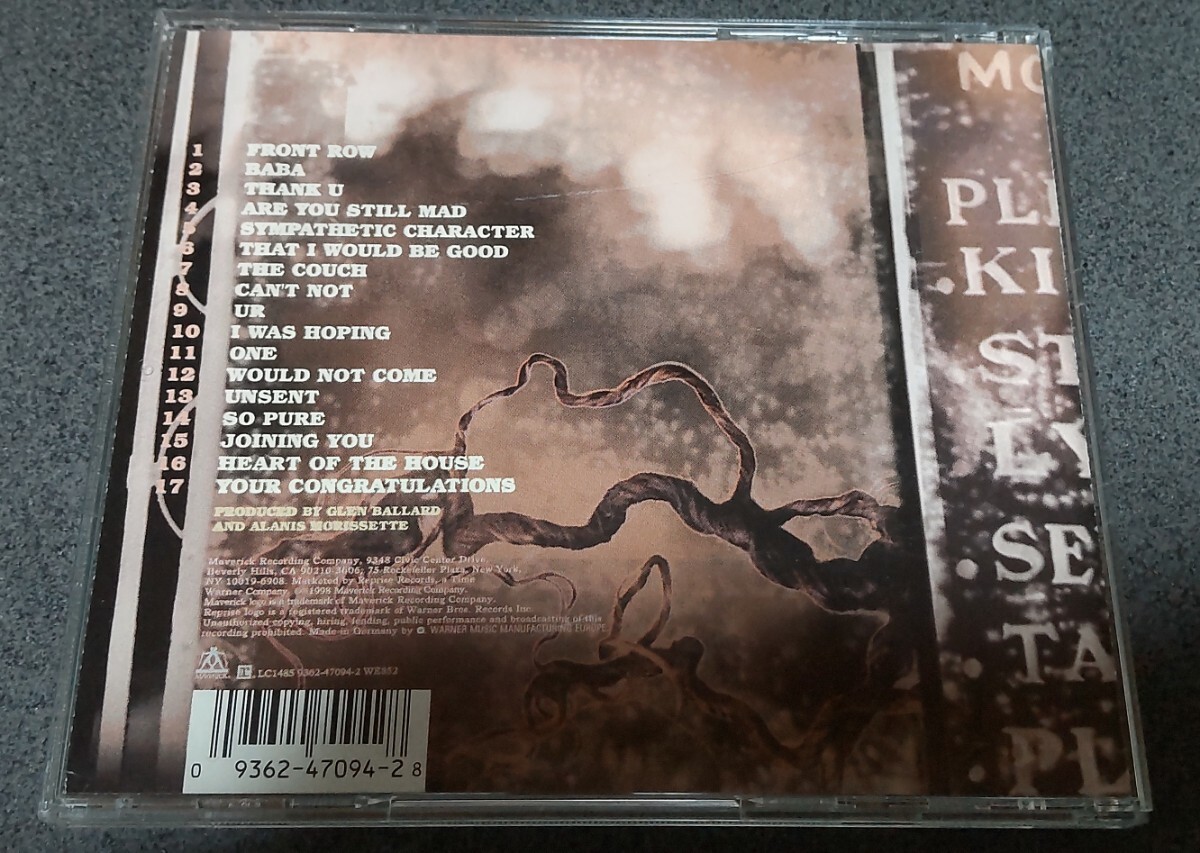 1 FRONT ROW
2 BABA
3 THANK U
4 ARE YOU STILL MAD
5 SYMPATHETIC CHARACTER
6 THAT I WOULD BE GOOD
7 THE COUCH
8 CAN'T NOT
9 UR
10 I WAS HOPING
11 ONE
12 WOULD NOT COME
13 UNSENT
14 SO PURE
15 JOINING YOU
16 HEART OF THE HOUSE
17 YOUR CONGRATULATIONS
PRODUCED BY GLEN BALLARD
AND ALANIS MORISSETTE
Maverick Recording Company, 9348 Civic Center Drive,
Beverly Hills, CA 90210-3606; 75 Rockefeller Plaza, New York,
NY 10019-6908. Marketed by Reprise Records, a Time
Warner Company. © 1998 Maverick Recording Company.
Maverick logo is a trademark of Maverick Recording Company.
Reprise logo is a registered trademark of Warner Bros. Records Inc.
Unauthorized copying, hiring, lending, public performance and broadcasting of this
recording prohibited. Made in Germany by WARNER MUSIC MANUFACTURING EUROPE
MAVERICK. LC1485 9362-47094-2 WE852
0 9362-47094-2 8
MO
PLE
.KI
ST
LY
.SE
.TA
.PL